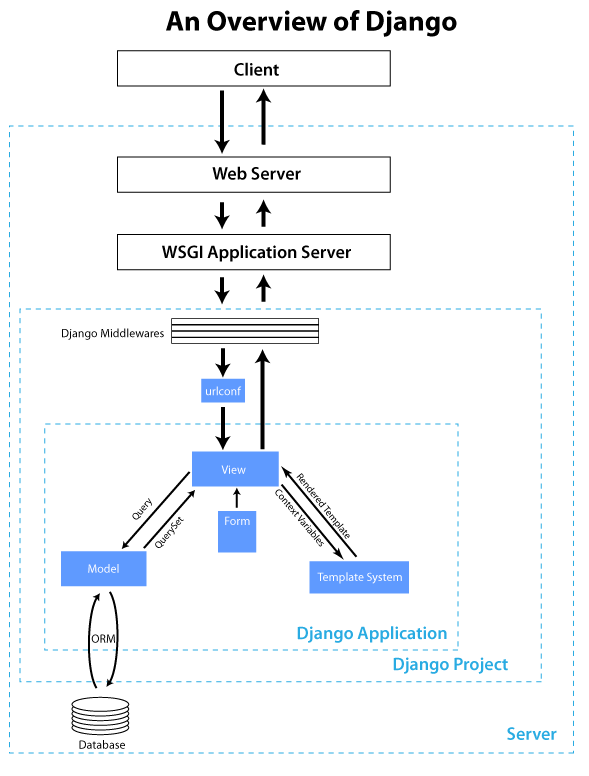 An Overview of Django
Client
Web Server
WSGI Application Server
Django Middlewares
urlconf
View
Query
QuerySet
Form
Context Variables
Rendered Template
Model
Template System
ORM
Django Application
Django Project
Database
Server